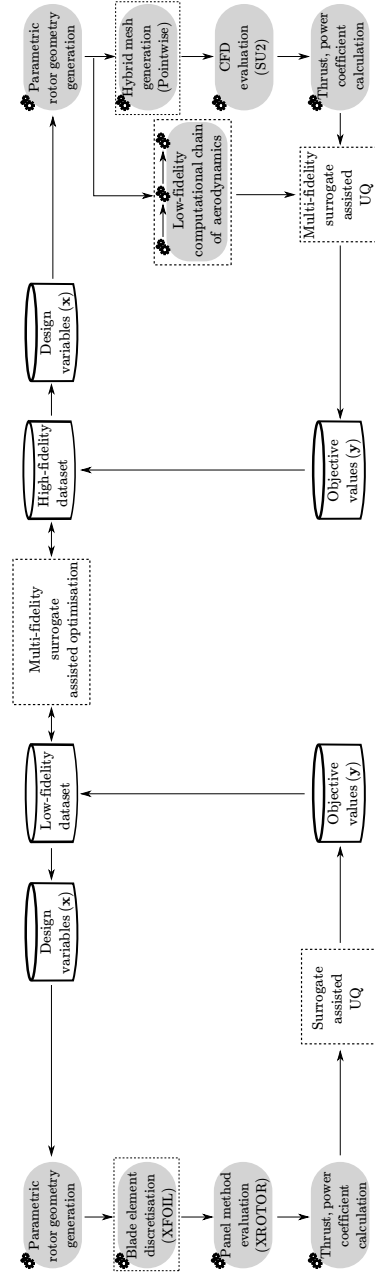 Parametric
rotor geometry
generation
Blade element
discretisation
(XFOIL)
Panel method
evaluation
(XROTOR)
Thrust, power
coefficient
calculation
Surrogate
assisted
UQ
Objective
values (y)
Design
variables (x)
Low-fidelity
dataset
Multi-fidelity
surrogate
assisted optimisation
High-fidelity
dataset
Design
variables (x)
Objective
values (y)
Parametric
rotor geometry
generation
Hybrid mesh
generation
(Pointwise)
CFD
evaluation
(SU2)
Thrust, power
coefficient
calculation
Low-fidelity
computational chain
of aerodynamics
Multi-fidelity
surrogate
assisted
UQ